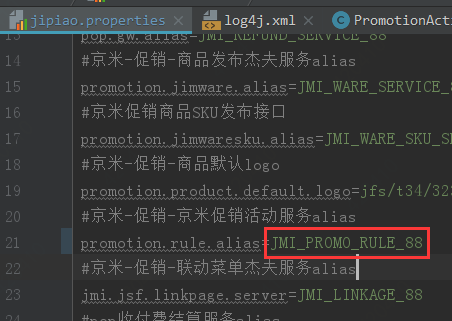 jipiao.properties × log4j.xml × C PromotionActi
13 pop.gw.alias=JMI_REFUND_SERVICE_88
14 #京米-促销-商品发布杰夫服务alias
15 promotion.jimware.alias=JMI_WARE_SERVICE_8
16 #京米促销商品SKU发布接口
17 promotion.jimwaresku.alias=JMI_WARE_SKU_S
18 #京米-促销-商品默认logo
19 promotion.product.default.logo=jfs/t34/323
20 #京米-促销-京米促销活动服务alias
21 promotion.rule.alias=JMI_PROMO_RULE_88
22 #京米-促销-联动菜单杰夫服务alias
23 jmi.jsf.linkpage.server=JMI_LINKAGE_88
#pop收付费结算服务alias